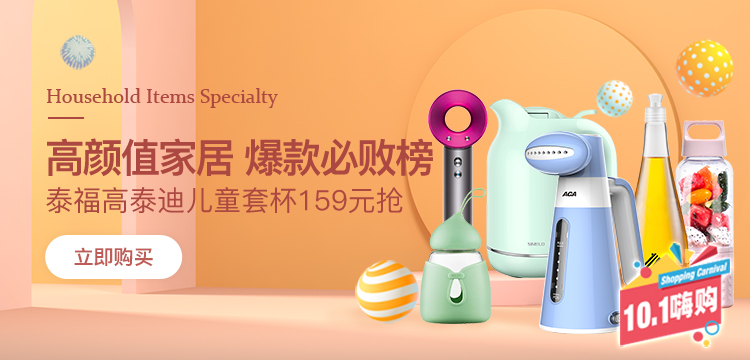 Household Items Specialty
高颜值家居 爆款必败榜
泰福高泰迪儿童套杯159元抢
立即购买
SIMELO
ACA
Shopping Carnival
10.1嗨购